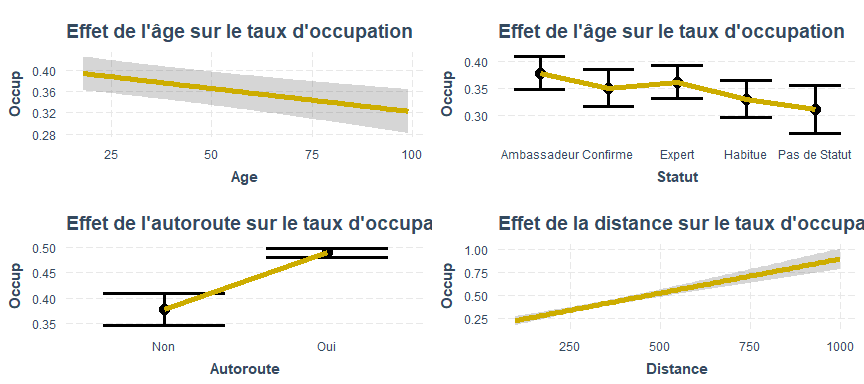 Effet de l'âge sur le taux d'occupation
Occup
0.40
0.36
0.32
0.28
25 50 75 100
Age
Effet de l'âge sur le taux d'occupation
Occup
0.40
0.35
0.30
Ambassadeur Confirme Expert Habitue Pas de Statut
Statut
Effet de l'autoroute sur le taux d'occupa
Occup
0.50
0.45
0.40
0.35
Non Oui
Autoroute
Effet de la distance sur le taux d'occupa
Occup
1.00
0.75
0.50
0.25
250 500 750 1000
Distance